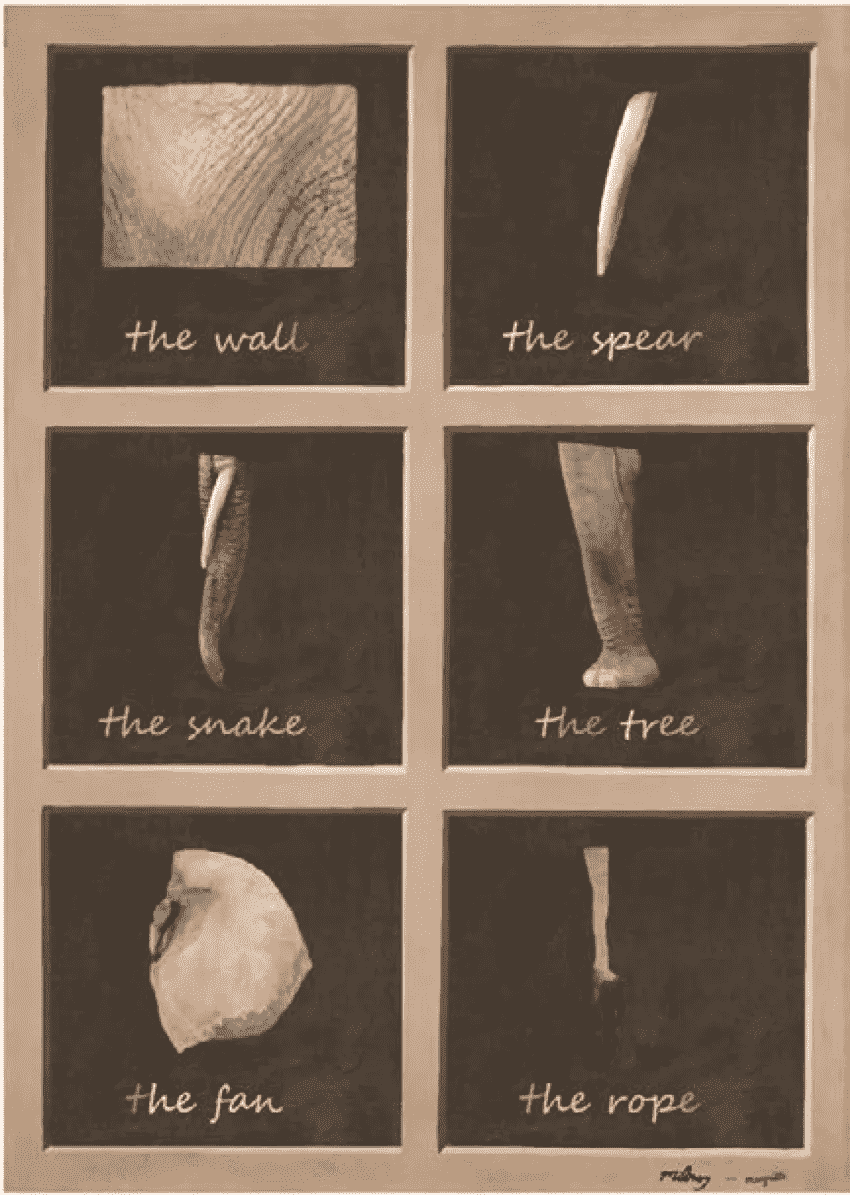 the wall
the spear
the snake
the tree
the fan
the rope